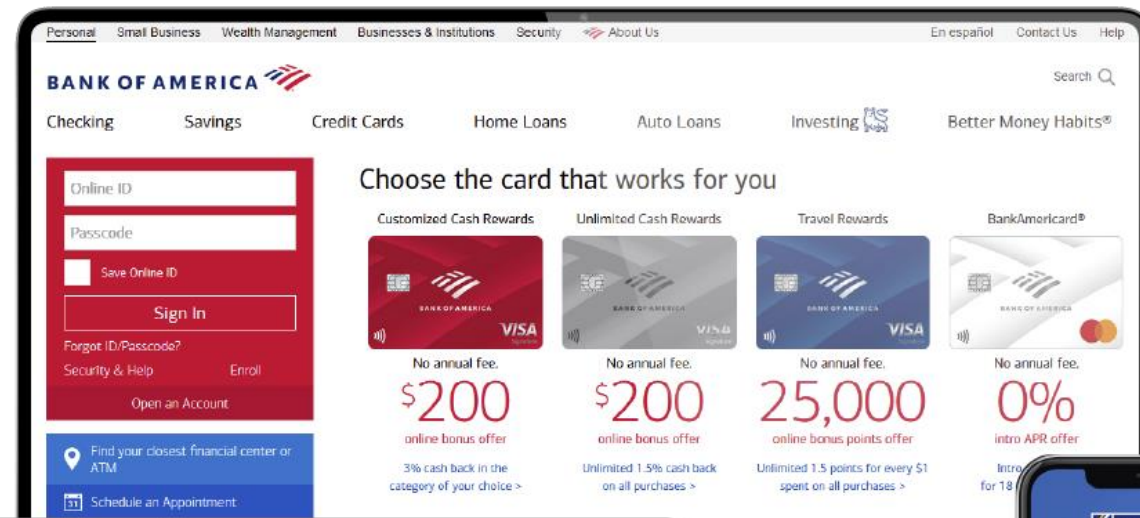 Personal Small Business Wealth Management Businesses & Institutions Security About Us En español Contact Us Help
BANK OF AMERICA
Search
Checking Savings Credit Cards Home Loans Auto Loans Investing Better Money Habits®
Online ID
Passcode
Save Online ID
Sign In
Forgot ID/Passcode?
Security & Help Enroll
Open an Account
Find your closest financial center or
ATM
Schedule an Appointment
Choose the card that works for you
Customized Cash Rewards
BANK OF AMERICA
VISA
Signature
No annual fee.
$200
online bonus offer
3% cash back in the
category of your choice >
Unlimited Cash Rewards
BANK OF AMERICA
VISA
Signature
No annual fee.
$200
online bonus offer
Unlimited 1.5% cash back
on all purchases >
Travel Rewards
BANK OF AMERICA
VISA
Signature
No annual fee.
25,000
online bonus points offer
Unlimited 1.5 points for every $1
spent on all purchases >
BankAmericard®
BANK OF AMERICA
No annual fee.
0%
intro APR offer
Intro
for 18